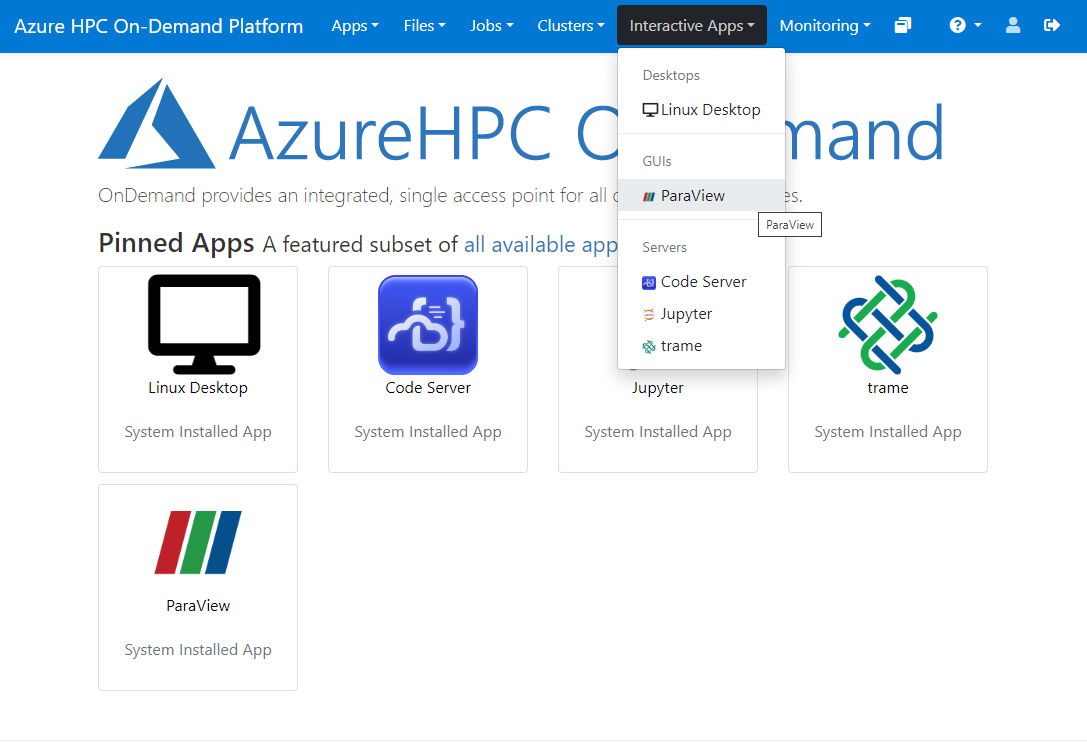 Azure HPC On-Demand Platform Apps Files Jobs Clusters Interactive Apps Monitoring
Desktops
Linux Desktop
GUIs
ParaView
ParaView
Servers
Code Server
Jupyter
trame
AzureHPC O mand
OnDemand provides an integrated, single access point for all es.
Pinned Apps A featured subset of all available app
Linux Desktop Code Server Jupyter trame
System Installed App System Installed App System Installed App System Installed App
ParaView
System Installed App